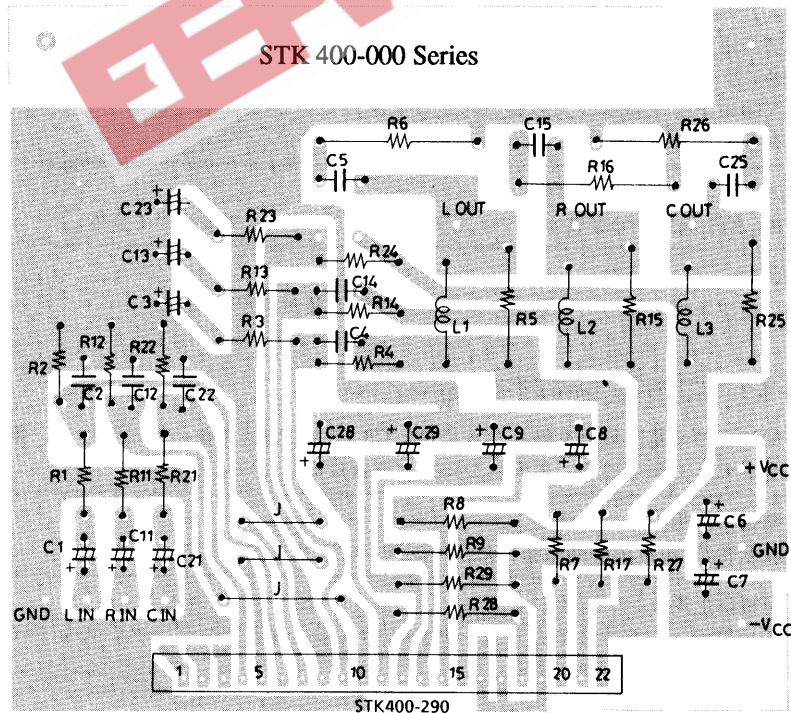 EE
STK 400-000 Series
R6 C15 R26
C5 R16 C25
C23 R23 L OUT R OUT C OUT
C13 R24
R13 C14
C3 R14
R3 C4 L1 R5 L2 R15 L3 R25
R2 R12 R22 R4
C2 C12 C22
C28 C29 C9 C8
R1 R11 R21 + VCC
J R8 C6
C1 C11 C21 J R9 R7 R17 R27 GND
J R29 C7
GND L IN R IN C IN R28
-VCC
1 5 10 15 20 22
STK400-290